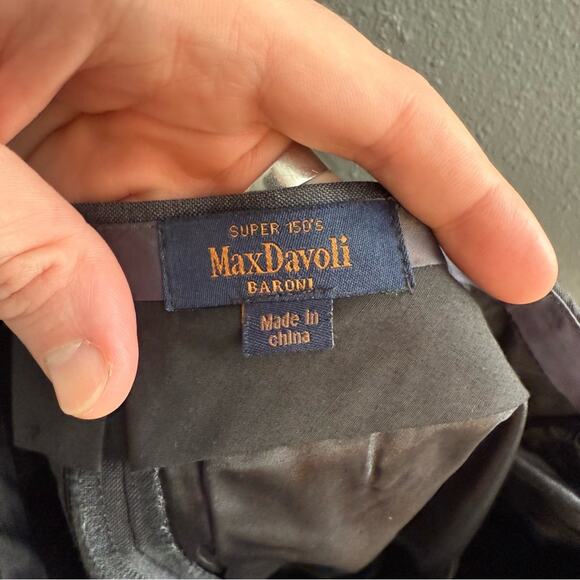 SUPER 150'S
MaxDavoli
BARONI
Made in
china